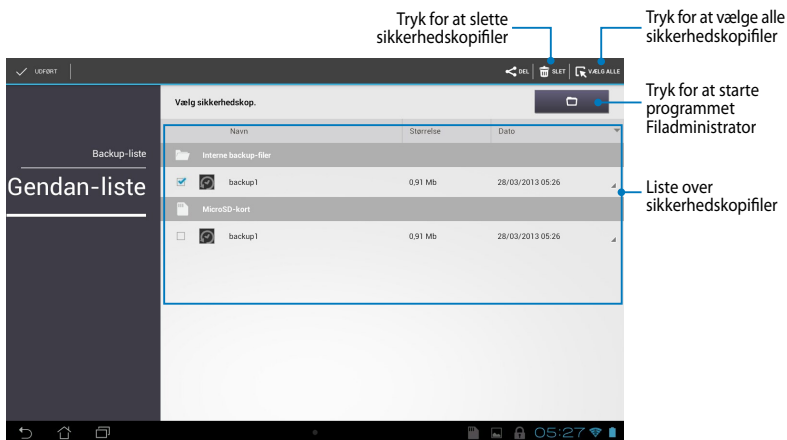 Tryk for at slette
sikkerhedskopifiler
Tryk for at vælge alle
sikkerhedskopifiler
UDFØRT
DEL
SLET
VÆLG ALLE
Vælg sikkerhedskop.
Tryk for at starte
programmet
Filadministrator
Navn Størrelse Dato
Backup-liste
Interne backup-filer
Gendan-liste
backup1 0,91 Mb 28/03/2013 05:26
Liste over
sikkerhedskopifiler
MicroSD-kort
backup1 0,91 Mb 28/03/2013 05:26
05:27